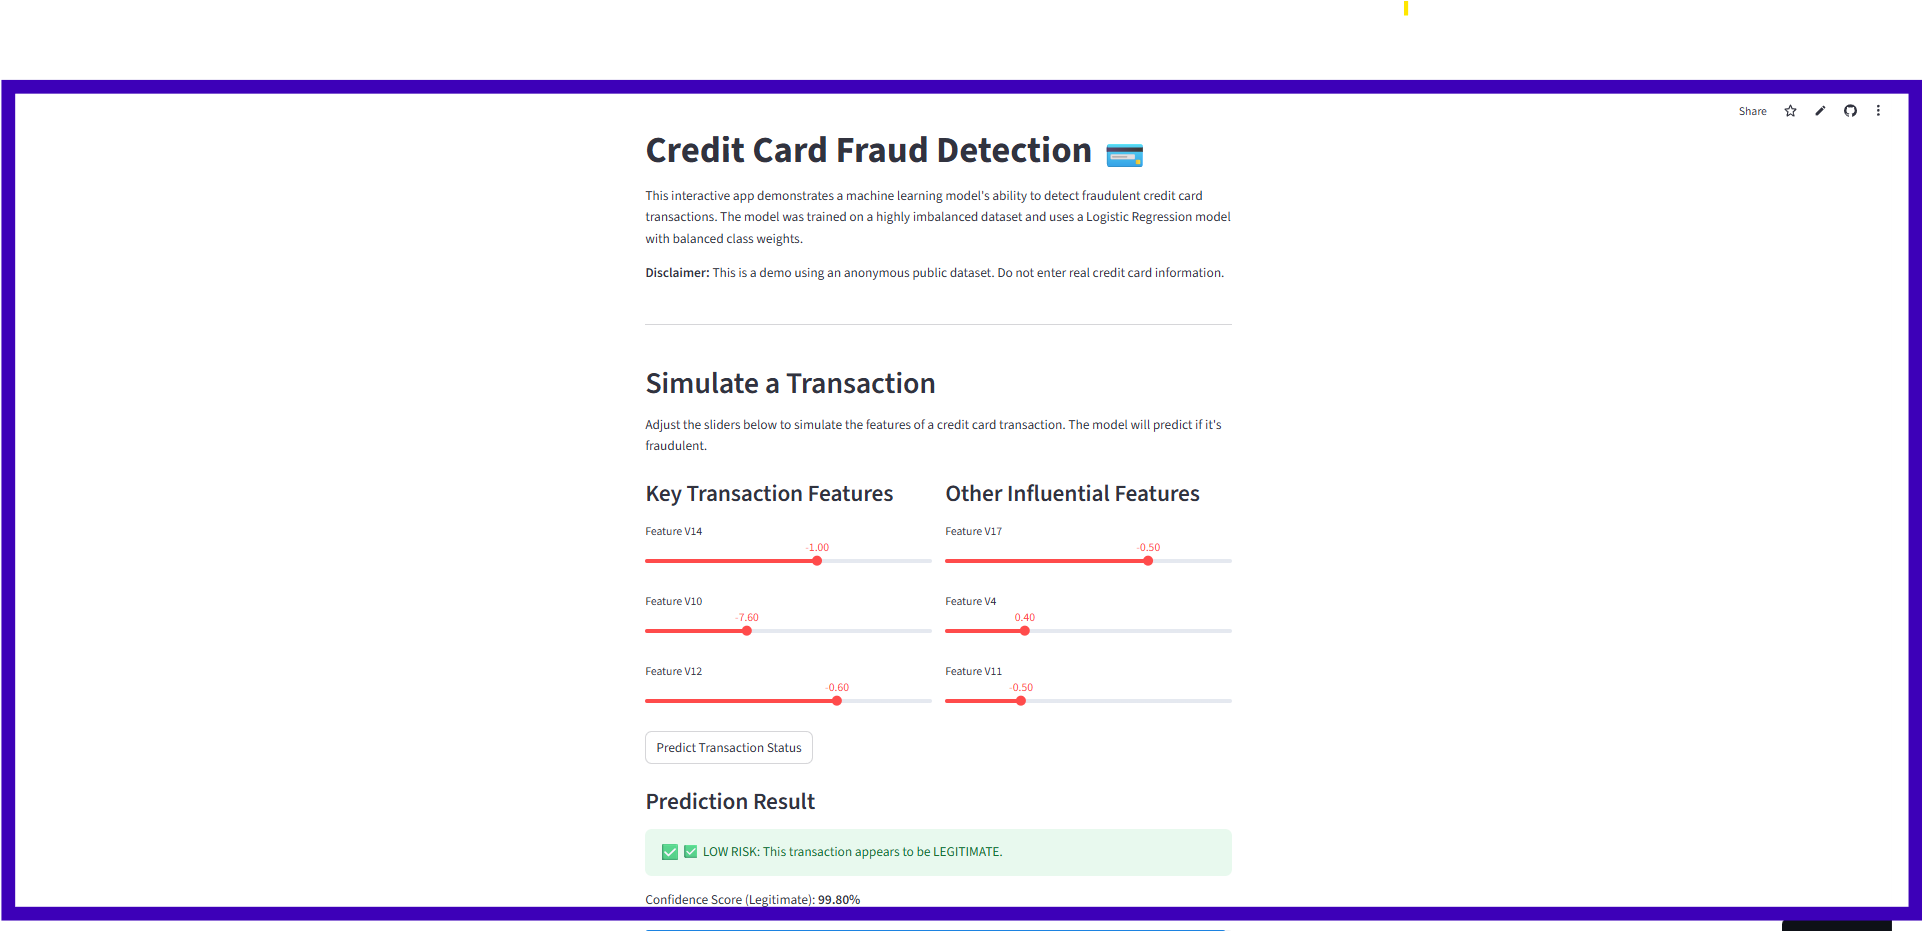 Share
Credit Card Fraud Detection
This interactive app demonstrates a machine learning model's ability to detect fraudulent credit card
transactions. The model was trained on a highly imbalanced dataset and uses a Logistic Regression model
with balanced class weights.
Disclaimer: This is a demo using an anonymous public dataset. Do not enter real credit card information.
Simulate a Transaction
Adjust the sliders below to simulate the features of a credit card transaction. The model will predict if it's
fraudulent.
Key Transaction Features
Feature V14
-1.00
Feature V10
-7.60
Feature V12
-0.60
Other Influential Features
Feature V17
-0.50
Feature V4
0.40
Feature V11
-0.50
Predict Transaction Status
Prediction Result
LOW RISK: This transaction appears to be LEGITIMATE.
Confidence Score (Legitimate): 99.80%